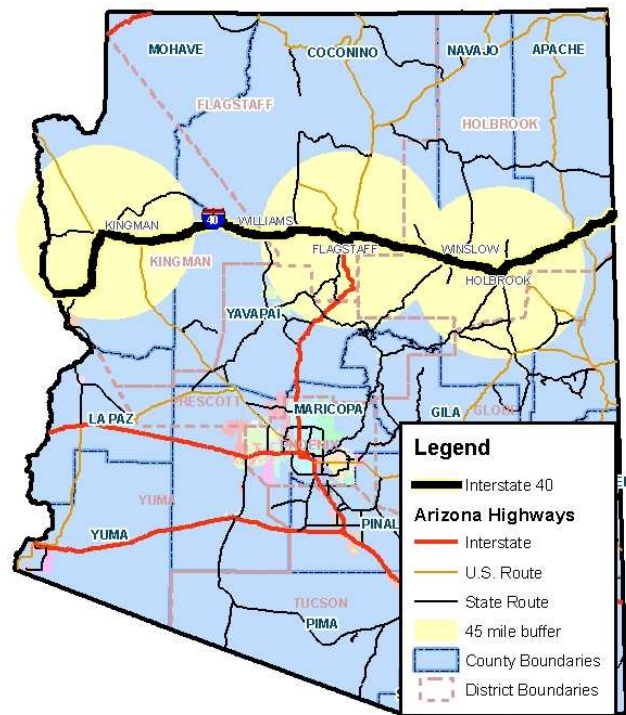 MOHAVE
COCONINO
NAVAJO
APACHE
FLAGSTAFF
HOLBROOK
KINGMAN
40
WILLIAMS
FLAGSTAFF
WINSLOW
HOLBROOK
KINGMAN
YAVAPAI
PRESCOTT
MARICOPA
LA PAZ
GILA
GLOBE
PHOENIX
YUMA
YUMA
PINAL
TUCSON
PIMA
Legend
Interstate 40
Arizona Highways
Interstate
U.S. Route
State Route
45 mile buffer
County Boundaries
District Boundaries